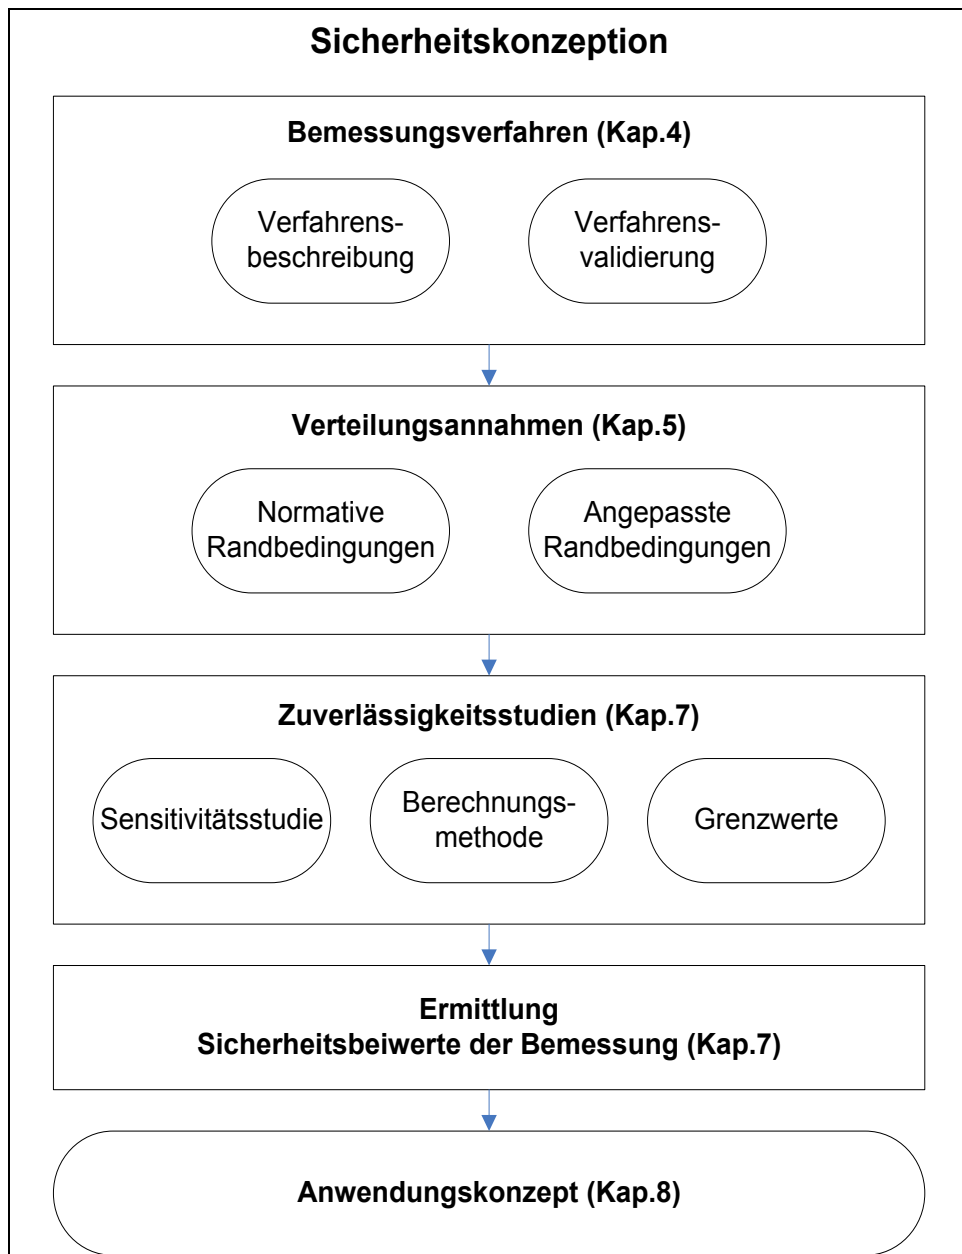 Sicherheitskonzeption
Bemessungsverfahren (Kap.4)
Verfahrens-
beschreibung
Verfahrens-
validierung
Verteilungsannahmen (Kap.5)
Normative
Randbedingungen
Angepasste
Randbedingungen
Zuverlässigkeitsstudien (Kap.7)
Sensitivitätsstudie
Berechnungs-
methode
Grenzwerte
Ermittlung
Sicherheitsbeiwerte der Bemessung (Kap.7)
Anwendungskonzept (Kap.8)